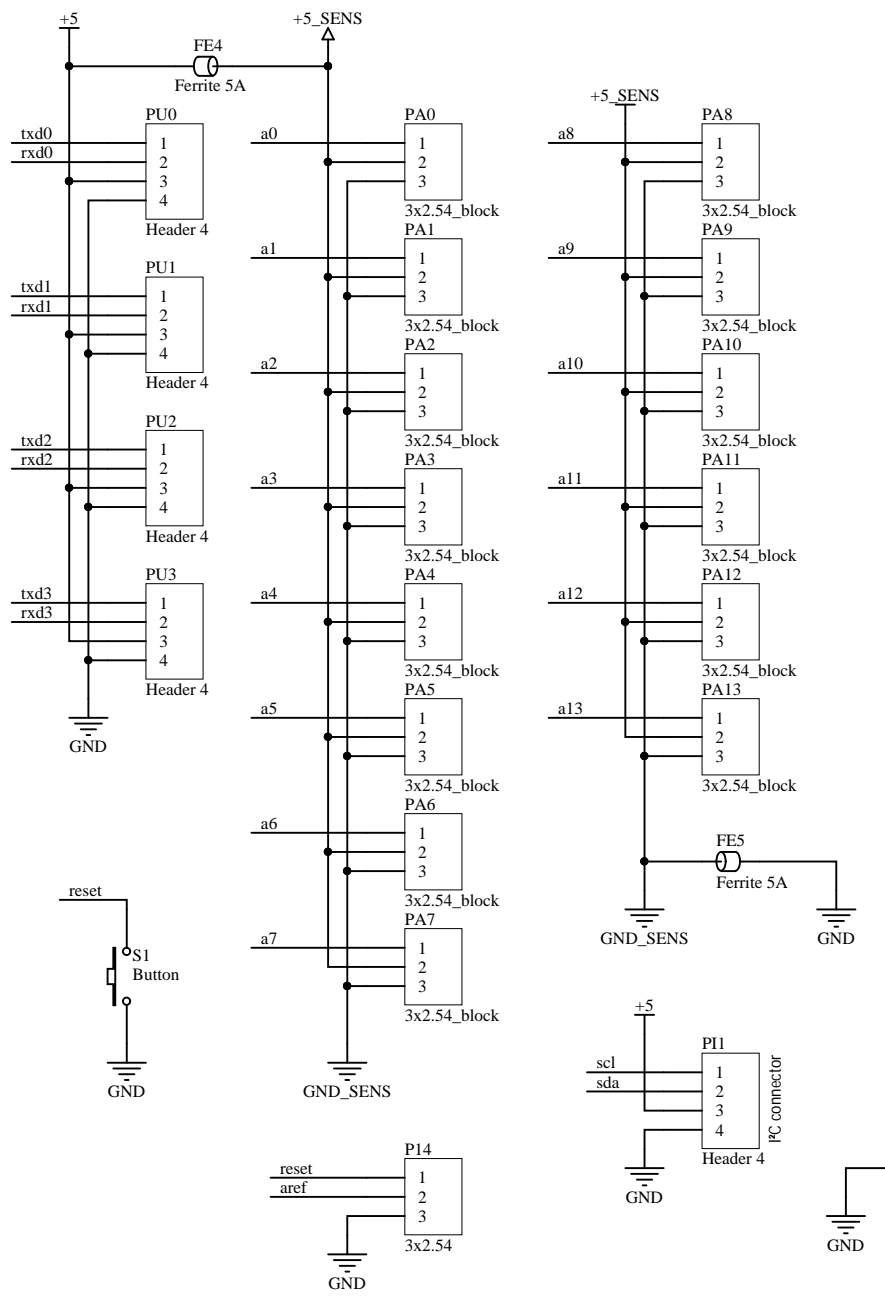 +5
FE4
Ferrite 5A
+5_SENS
PU0
txd0
rxd0
1
2
3
4
Header 4
PU1
txd1
rxd1
1
2
3
4
Header 4
PU2
txd2
rxd2
1
2
3
4
Header 4
PU3
txd3
rxd3
1
2
3
4
Header 4
GND
reset
S1
Button
GND
PA0
a0
1
2
3
3x2.54_block
PA1
a1
1
2
3
3x2.54_block
PA2
a2
1
2
3
3x2.54_block
PA3
a3
1
2
3
3x2.54_block
PA4
a4
1
2
3
3x2.54_block
PA5
a5
1
2
3
3x2.54_block
PA6
a6
1
2
3
3x2.54_block
PA7
a7
1
2
3
3x2.54_block
GND_SENS
P14
reset
aref
1
2
3
3x2.54
GND
+5_SENS
PA8
a8
1
2
3
3x2.54_block
PA9
a9
1
2
3
3x2.54_block
PA10
a10
1
2
3
3x2.54_block
PA11
a11
1
2
3
3x2.54_block
PA12
a12
1
2
3
3x2.54_block
PA13
a13
1
2
3
3x2.54_block
FE5
Ferrite 5A
GND_SENS
GND
+5
PI1
scl
sda
1
2
3
4
Header 4
I²C connector
GND
GND